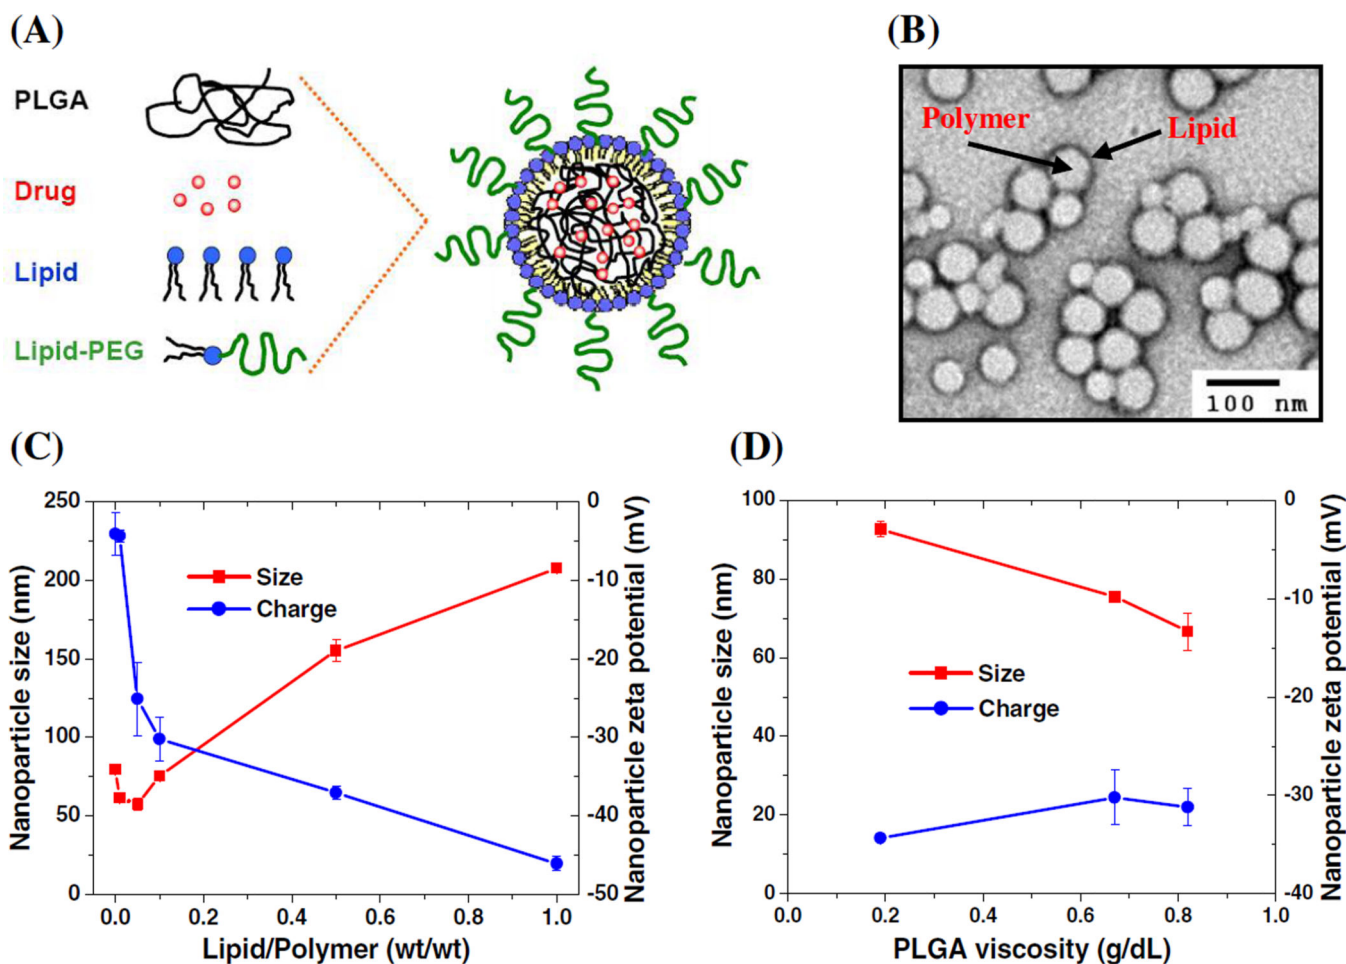 (A)
PLGA
Drug
Lipid
Lipid-PEG
(B)
Polymer
Lipid
100 nm
(C)
250
200
150
100
50
0
Nanoparticle size (nm)
Size
Charge
0
-10
-20
-30
-40
-50
Nanoparticle zeta potential (mV)
0.0 0.2 0.4 0.6 0.8 1.0
Lipid/Polymer (wt/wt)
(D)
100
80
60
40
20
0
Nanoparticle size (nm)
Size
Charge
0
-10
-20
-30
-40
Nanoparticle zeta potential (mV)
0.0 0.2 0.4 0.6 0.8 1.0
PLGA viscosity (g/dL)